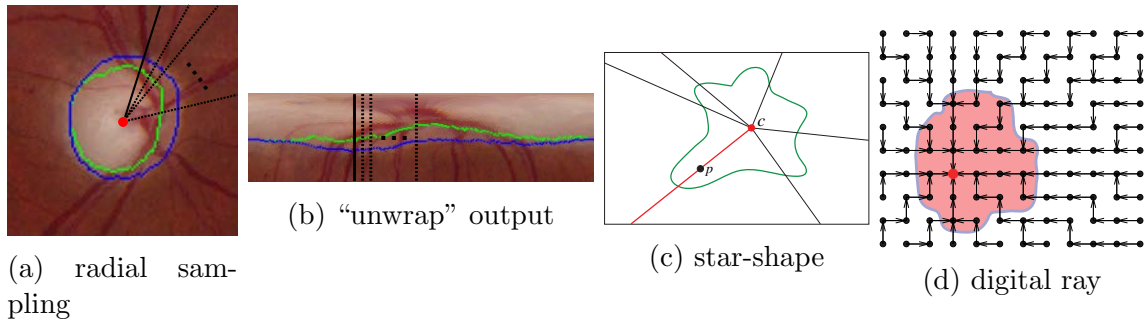 c
p
(a) radial sam-
pling
(b) “unwrap” output
(c) star-shape
(d) digital ray